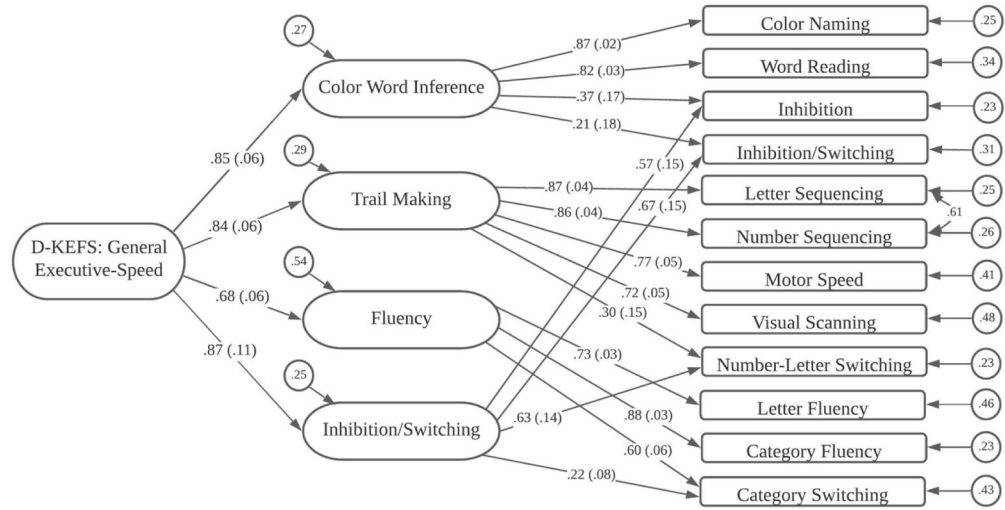 .27
Color Word Inference
.29
Trail Making
.54
Fluency
.25
Inhibition/Switching
D-KEFS: General
Executive-Speed
.85 (.06)
.84 (.06)
.68 (.06)
.87 (.11)
.87 (.02)
.82 (.03)
.37 (.17)
.21 (.18)
.57 (.15)
.67 (.15)
.87 (.04)
.86 (.04)
.77 (.05)
.72 (.05)
.30 (.15)
.73 (.03)
.88 (.03)
.60 (.06)
.63 (.14)
.22 (.08)
Color Naming
.25
Word Reading
.34
Inhibition
.23
Inhibition/Switching
.31
Letter Sequencing
.25
.61
Number Sequencing
.26
Motor Speed
.41
Visual Scanning
.48
Number-Letter Switching
.23
Letter Fluency
.46
Category Fluency
.23
Category Switching
.43